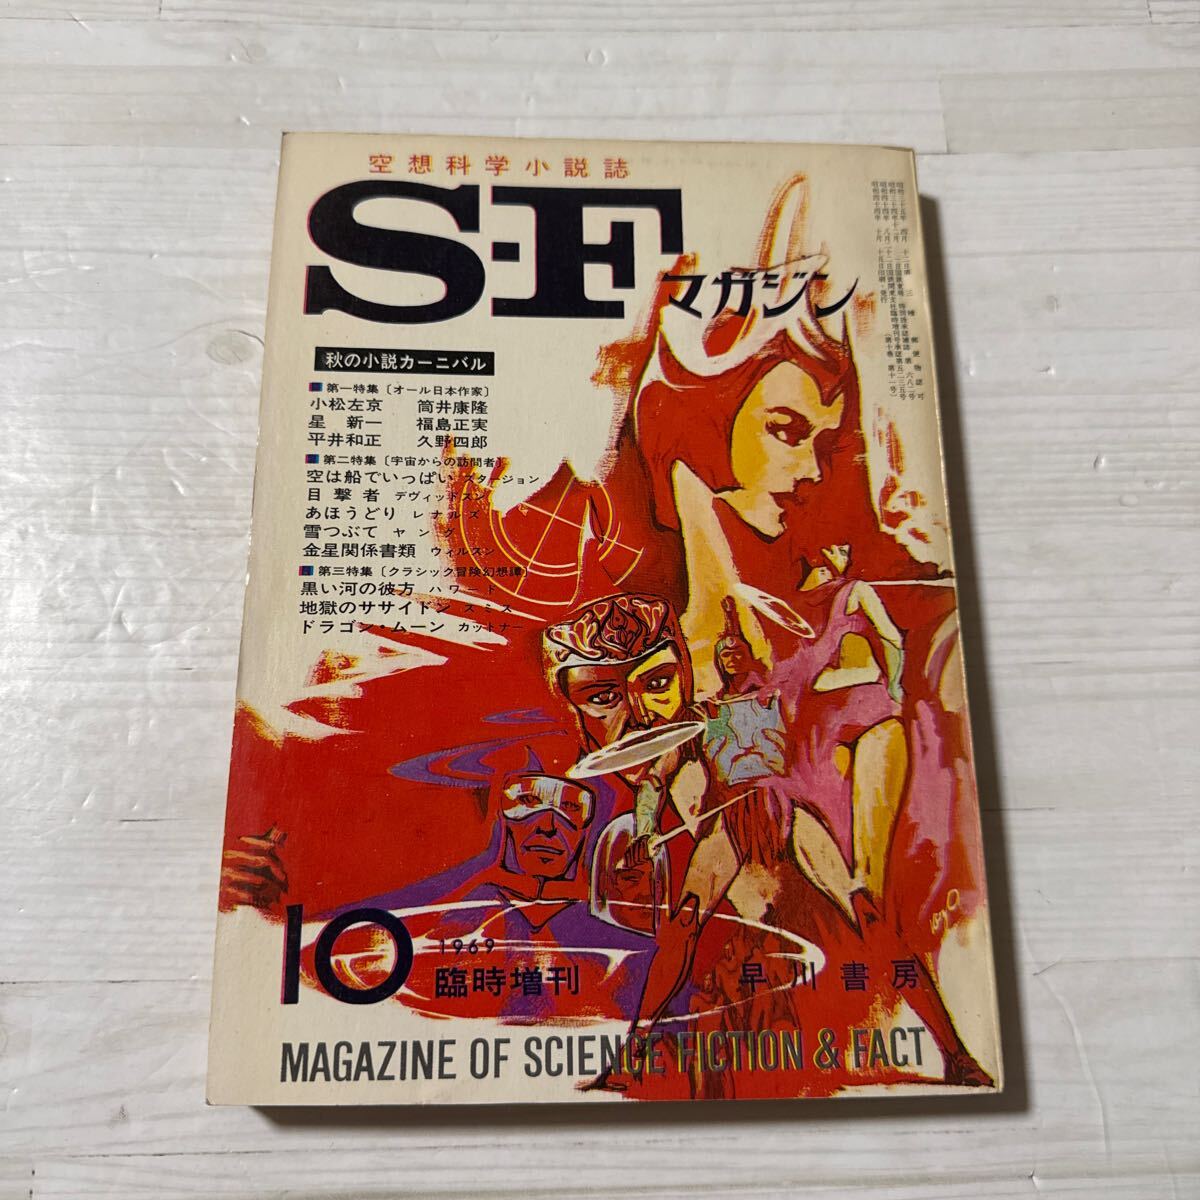 空想科学小説誌
S-Fマガジン
秋の小説カーニバル
第一特集〔オール日本作家〕
小松左京 筒井康隆
星 新一 福島正実
平井和正 久野四郎
第二特集〔宇宙からの訪問者〕
空は船でいっぱい スタージョン
目撃者 デヴィッドスン
あほうどり レナルズ
雪つぶて ヤング
金星関係書類 ウィルスン
第三特集〔クラシック冒険幻想譚〕
黒い河の彼方 ハワード
地獄のササイドン スミス
ドラゴン・ムーン カットナー
10
1969
臨時増刊
早川書房
MAGAZINE OF SCIENCE FICTION & FACT